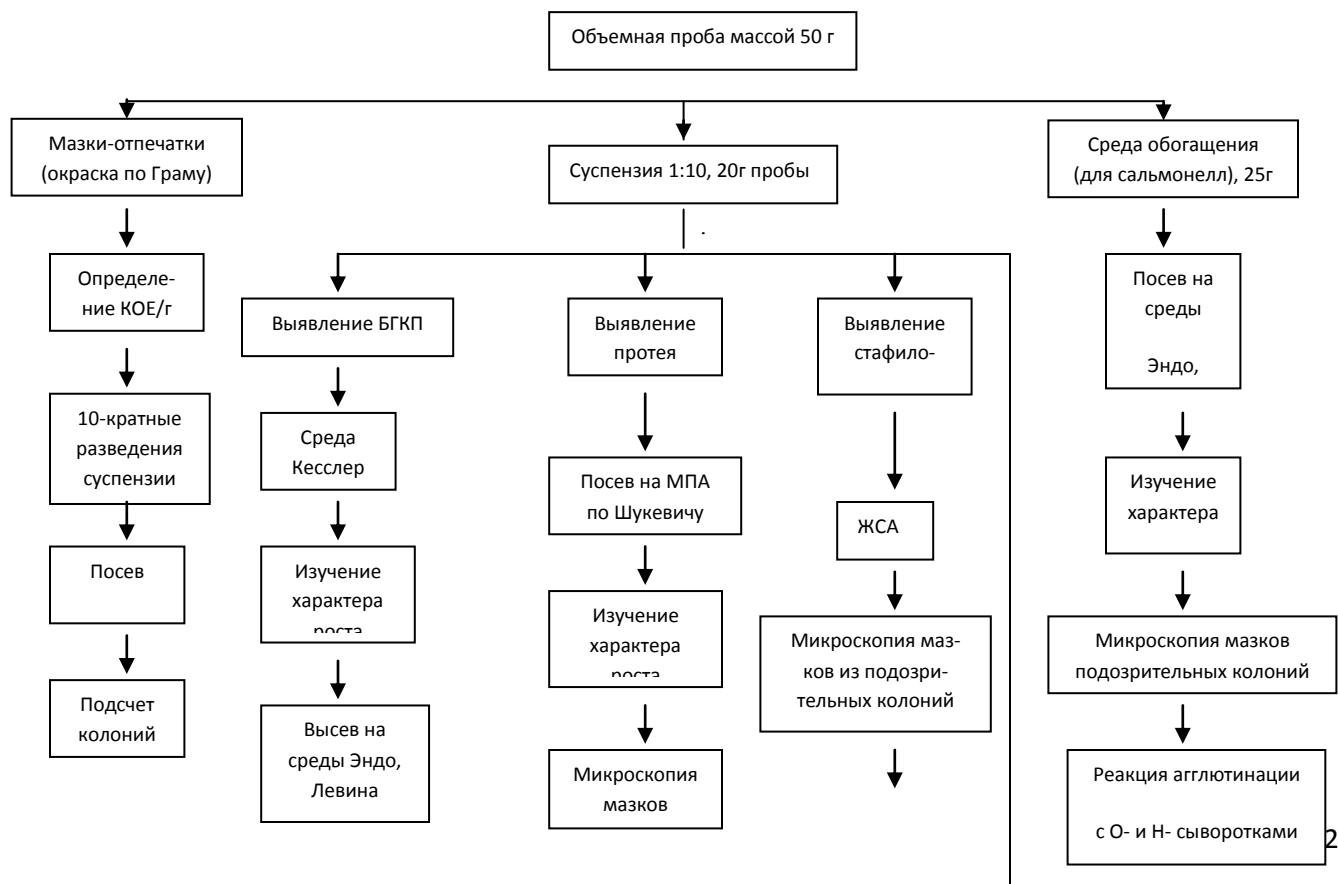 Объемная проба массой 50 г
Мазки-отпечатки
(окраска по Граму)
Определе-
ние КОЕ/г
10-кратные
разведения
суспензии
Посев
Подсчет
колоний
Суспензия 1:10, 20г пробы
.
Выявление БГКП
Среда
Кесслер
Изучение
характера
роста
Высев на
среды Эндо,
Левина
Выявление
протея
Посев на МПА
по Шукевичу
Изучение
характера
роста
Микроскопия
мазков
Выявление
стафило-
ЖСА
Микроскопия маз-
ков из подозри-
тельных колоний
Среда обогащения
(для сальмонелл), 25г
Посев на
среды
Эндо,
Изучение
характера
Микроскопия мазков
подозрительных колоний
Реакция агглютинации
с О- и Н- сыворотками
2